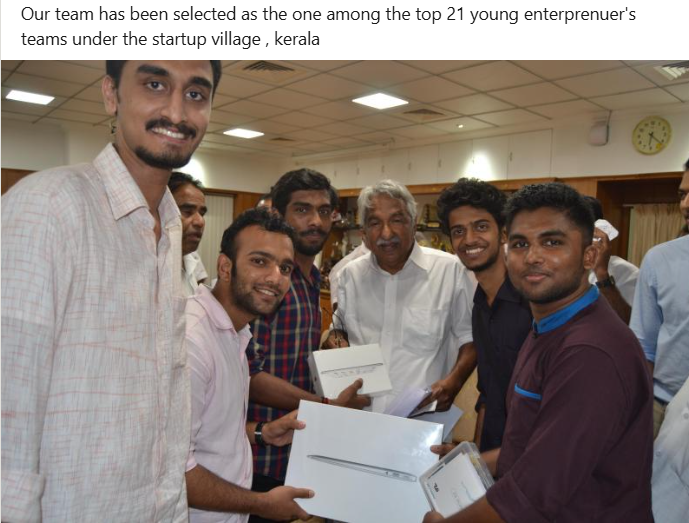 Our team has been selected as the one among the top 21 young enterprenuer's
teams under the startup village , kerala